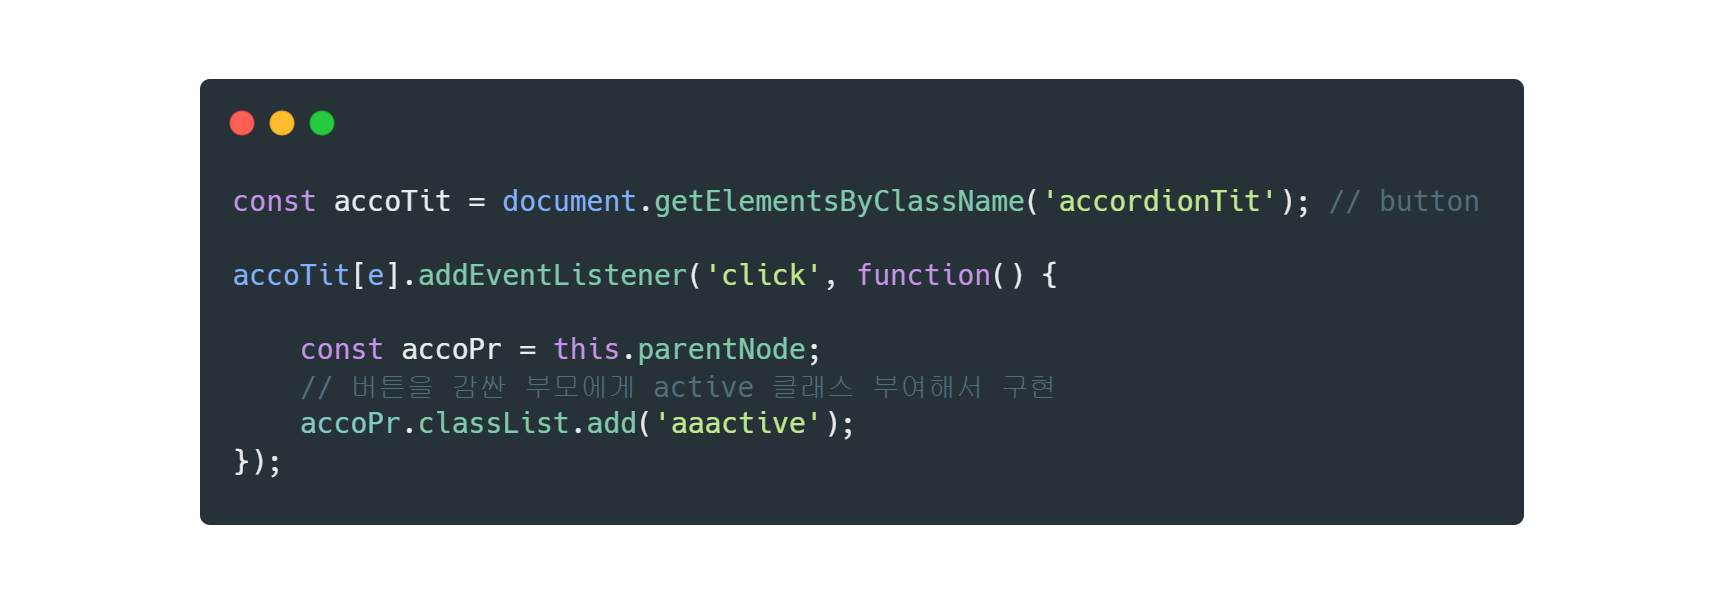 const accoTit = document.getElementsByClassName('accordionTit'); // button
accoTit[e].addEventListener('click', function() {
const accoPr = this.parentNode;
// 버튼을 감싼 부모에게 active 클래스 부여해서 구현
accoPr.classList.add('aaactive');
});